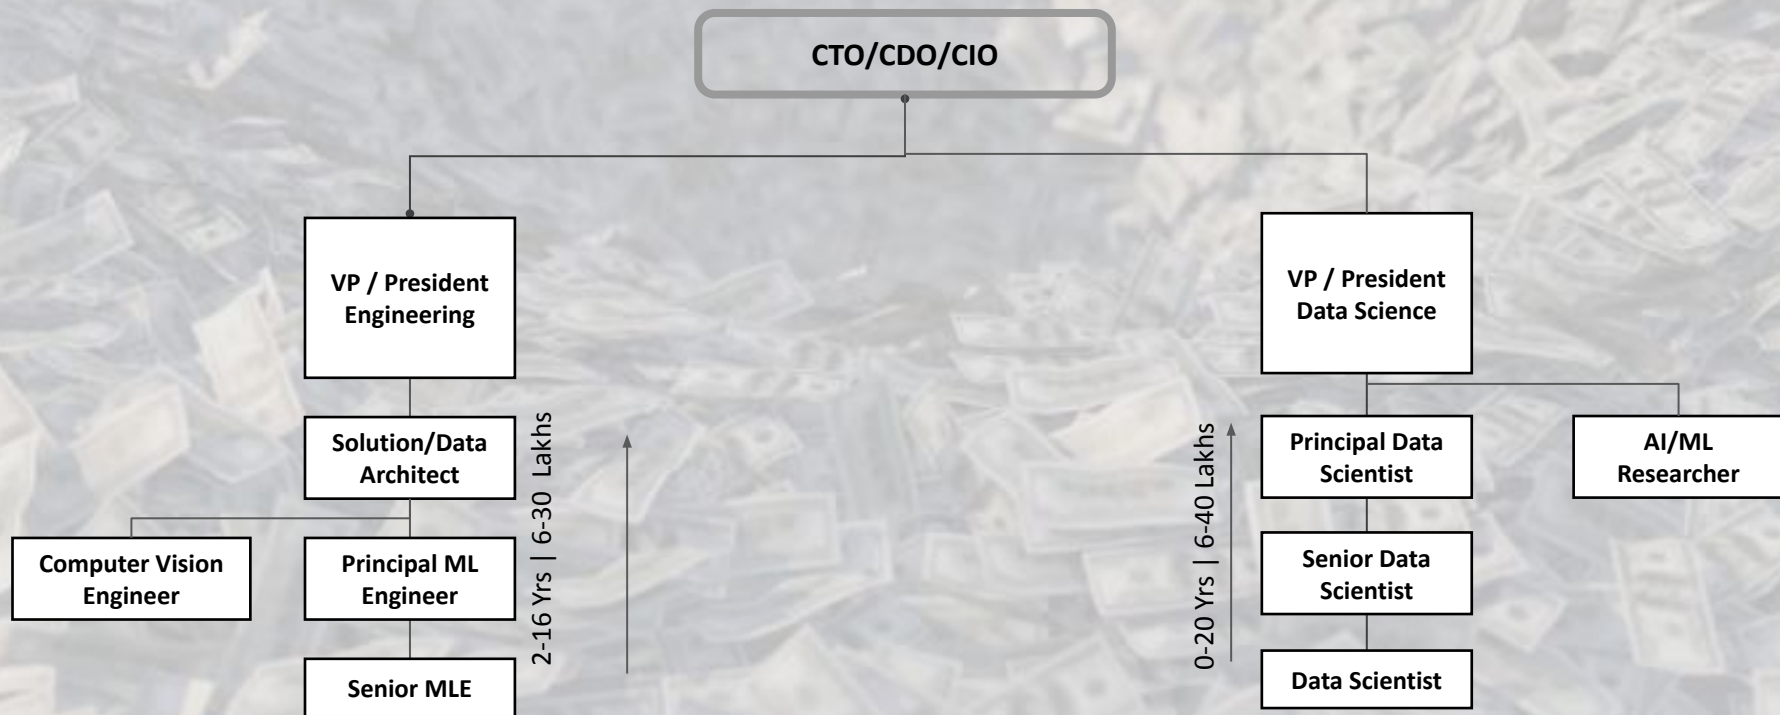 CTO/CDO/CIO
VP / President
Engineering
VP / President
Data Science
Solution/Data
Architect
2-16 Yrs | 6-30 Lakhs
0-20 Yrs | 6-40 Lakhs
Principal Data
Scientist
AI/ML
Researcher
Computer Vision
Engineer
Principal ML
Engineer
Senior Data
Scientist
Senior MLE
Data Scientist